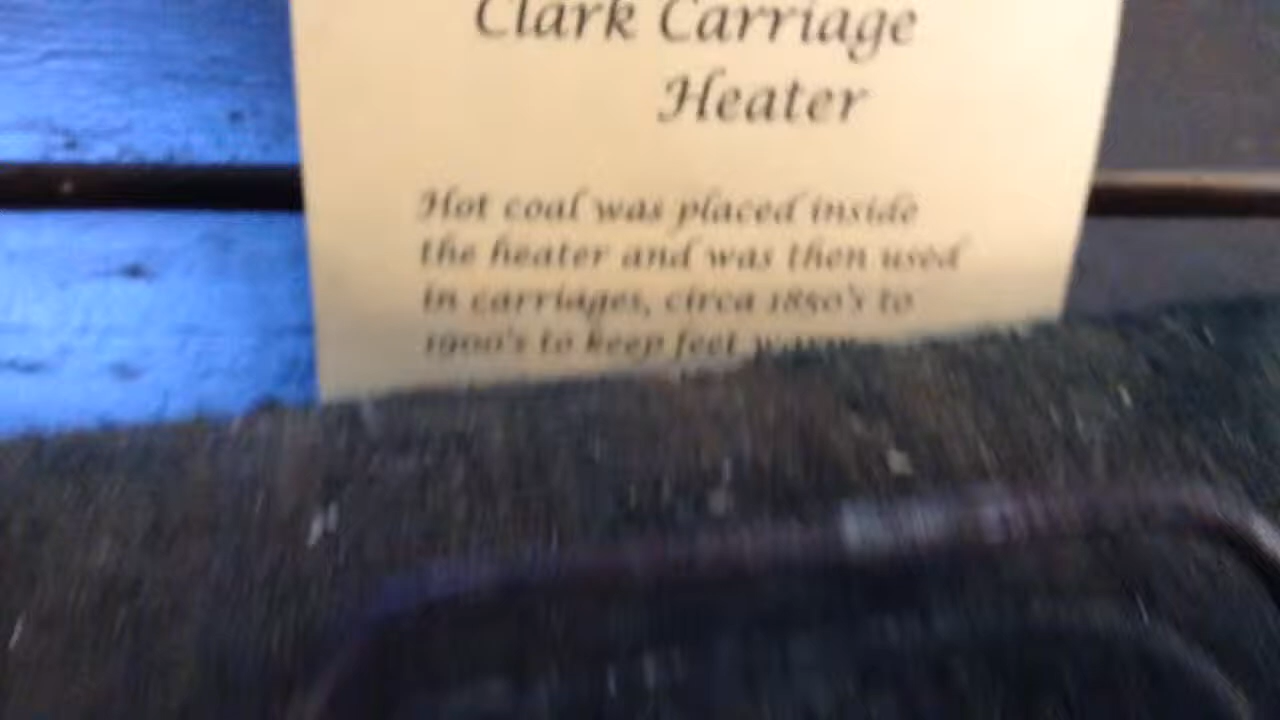 Clark Carriage
Heater
Hot coal was placed inside
the heater and was then used
in carriages, circa 1850's to
1900's to keep feet warm